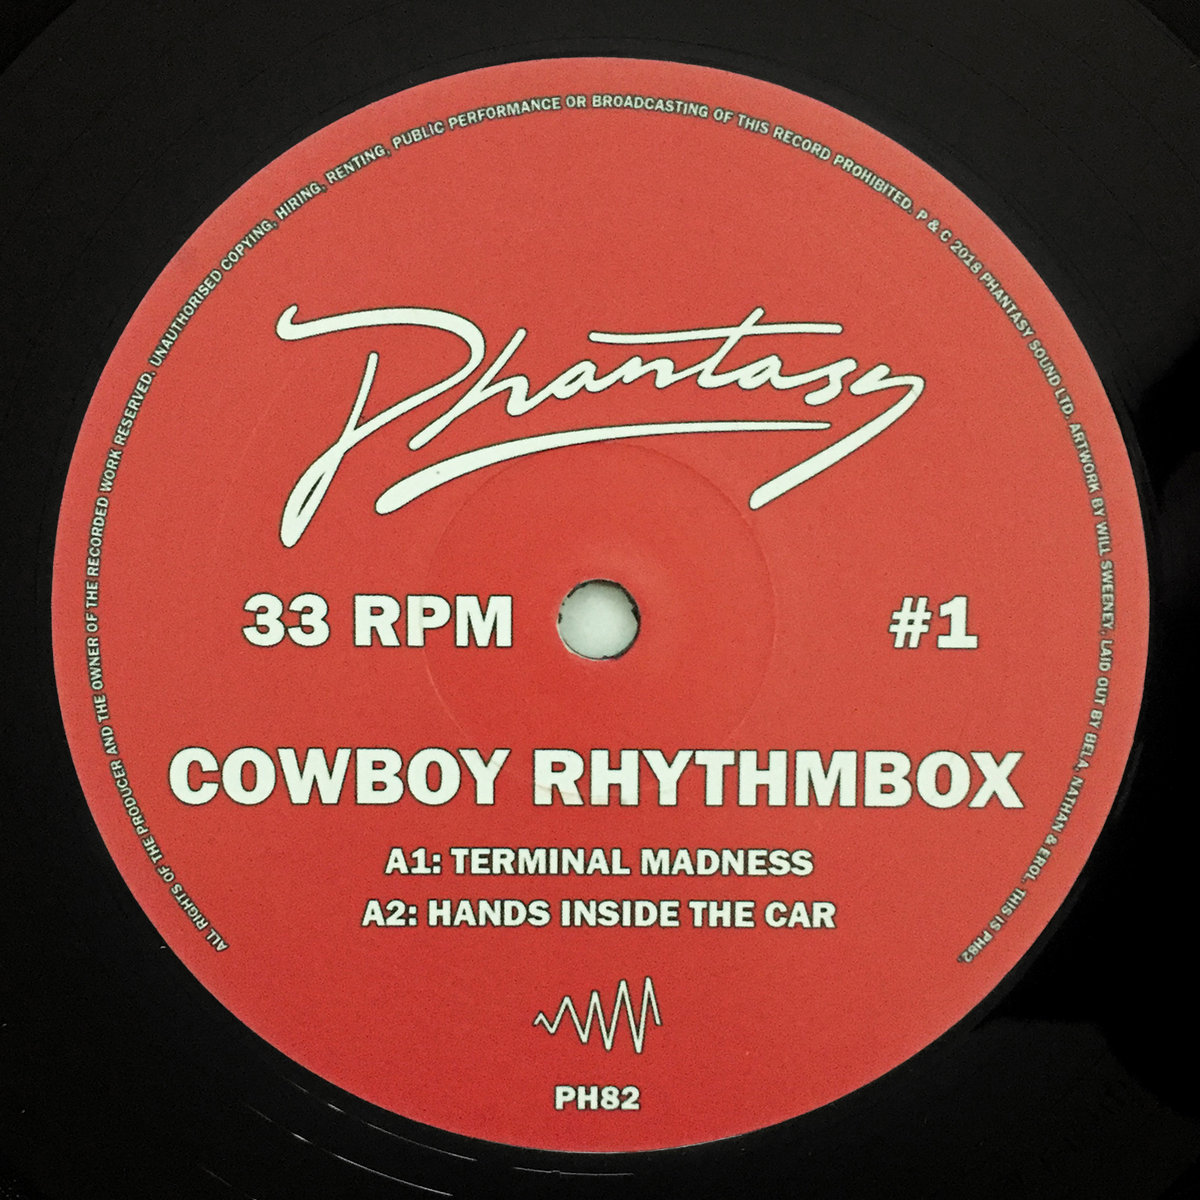 ALL RIGHTS OF THE PRODUCER AND THE OWNER OF THE RECORDED WORK RESERVED. UNAUTHORISED COPYING, HIRING, RENTING, PUBLIC PERFORMANCE OR BROADCASTING OF THIS RECORD PROHIBITED. P & C 2018 PHANTASY SOUND LTD. ARTWORK BY WILL SWEENEY. LAID OUT BY BELA, NATHAN & EROL. THIS IS PH82.
Phantasy
33 RPM #1
COWBOY RHYTHMBOX
A1: TERMINAL MADNESS
A2: HANDS INSIDE THE CAR
PH82